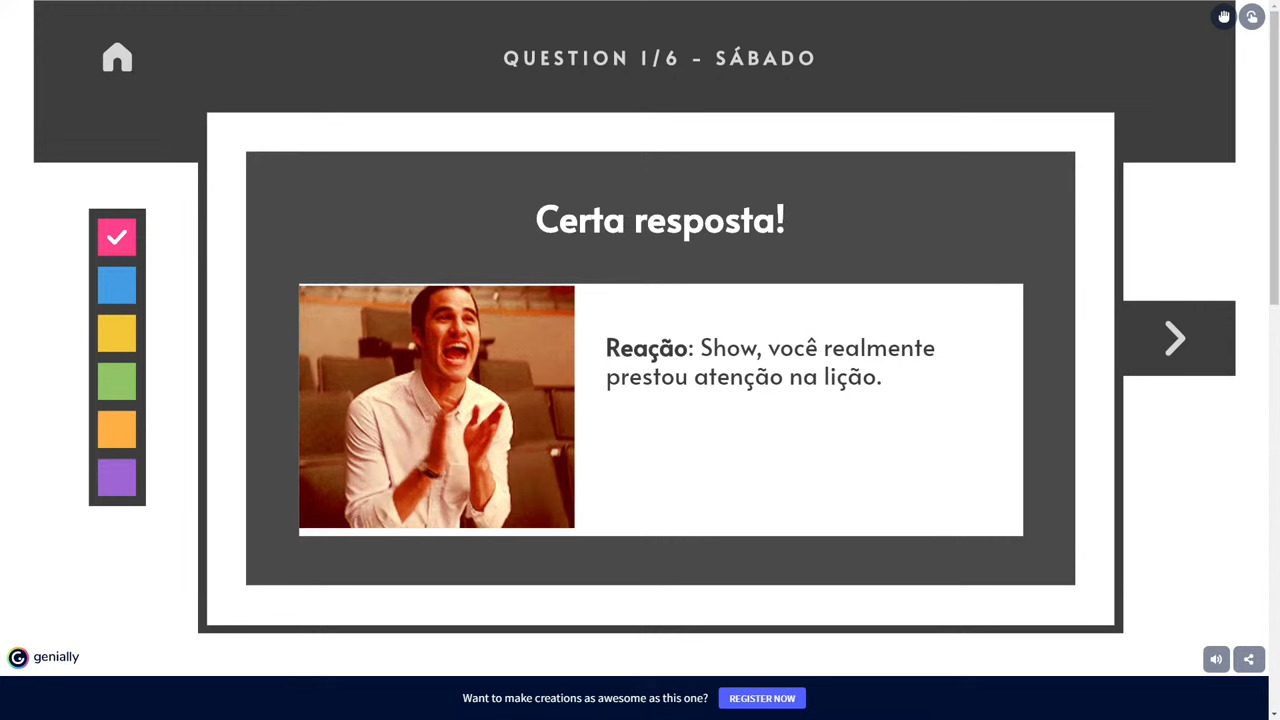 QUESTION 1/6 - SÁBADO
Certa resposta!
Reação: Show, você realmente
prestou atenção na lição.
genially
Want to make creations as awesome as this one? REGISTER NOW